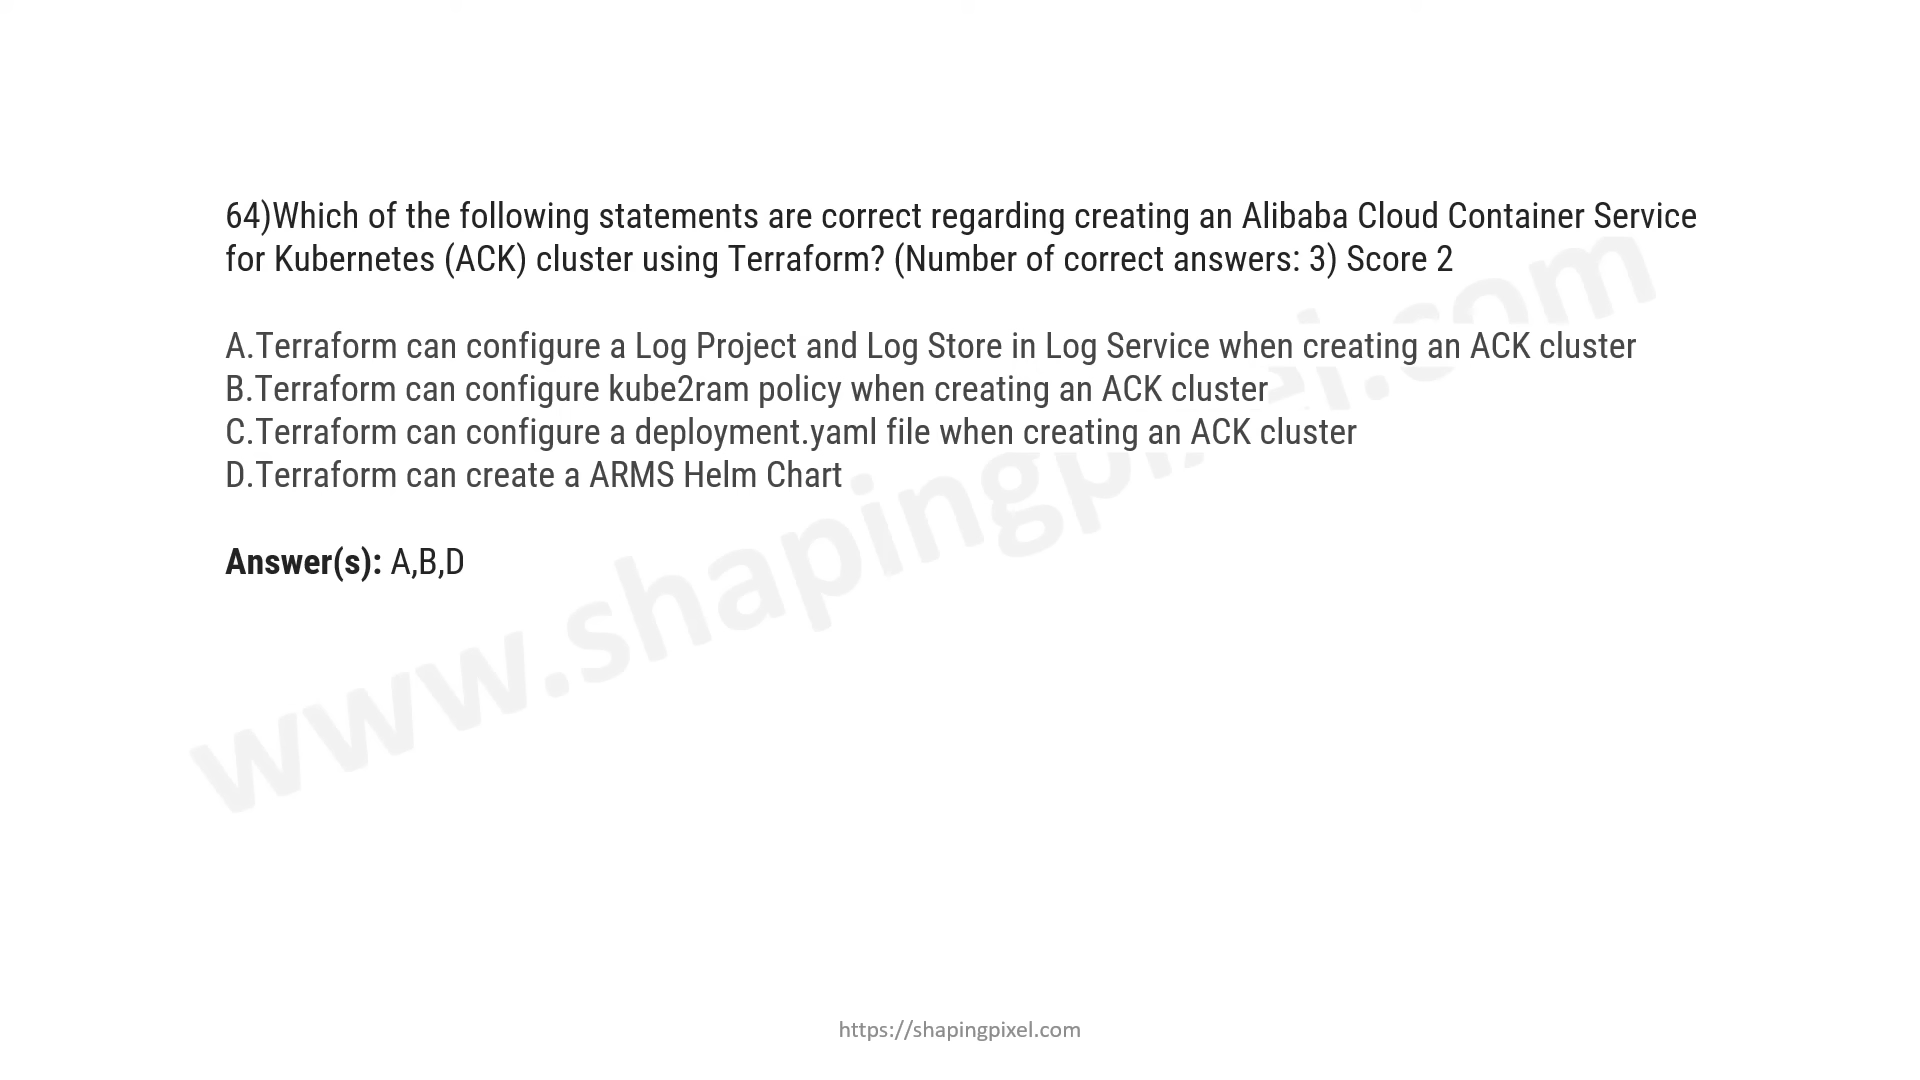 64)Which of the following statements are correct regarding creating an Alibaba Cloud Container Service
for Kubernetes (ACK) cluster using Terraform? (Number of correct answers: 3) Score 2
A.Terraform can configure a Log Project and Log Store in Log Service when creating an ACK cluster
B.Terraform can configure kube2ram policy when creating an ACK cluster
C.Terraform can configure a deployment.yaml file when creating an ACK cluster
D.Terraform can create a ARMS Helm Chart
Answer(s): A,B,D
www.shapingpixel.com
https://shapingpixel.com